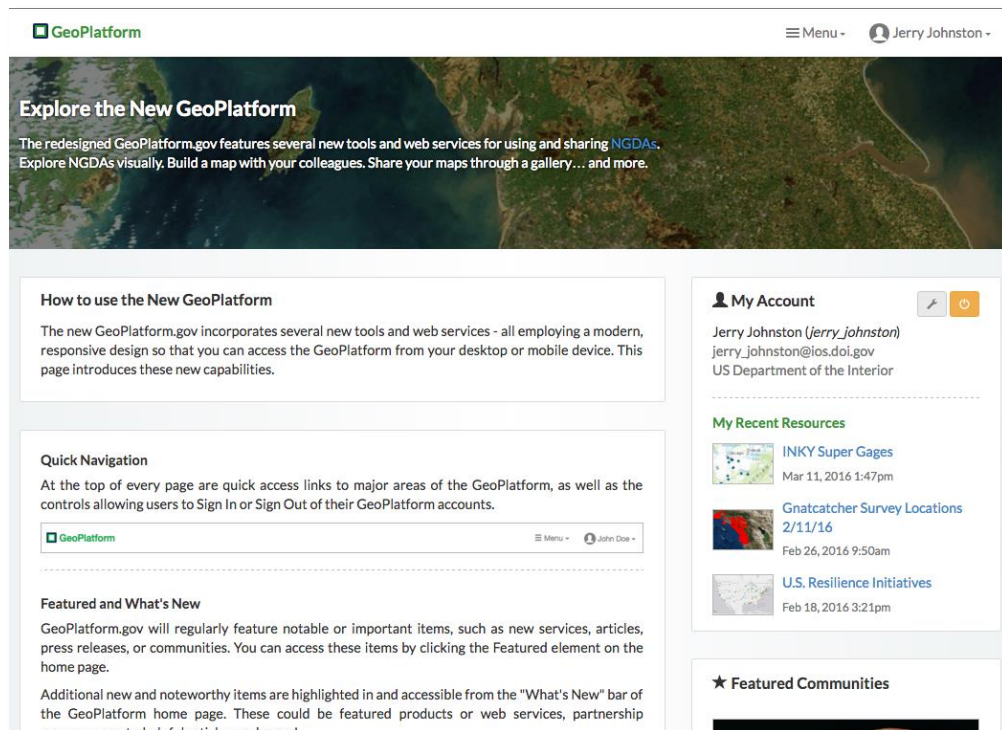 GeoPlatform
Menu
Jerry Johnston
Explore the New GeoPlatform
The redesigned GeoPlatform.gov features several new tools and web services for using and sharing NGDAs.
Explore NGDAs visually. Build a map with your colleagues. Share your maps through a gallery… and more.
How to use the New GeoPlatform
The new GeoPlatform.gov incorporates several new tools and web services - all employing a modern,
responsive design so that you can access the GeoPlatform from your desktop or mobile device. This
page introduces these new capabilities.
Quick Navigation
At the top of every page are quick access links to major areas of the GeoPlatform, as well as the
controls allowing users to Sign In or Sign Out of their GeoPlatform accounts.
GeoPlatform
Menu
John Doe
Featured and What's New
GeoPlatform.gov will regularly feature notable or important items, such as new services, articles,
press releases, or communities. You can access these items by clicking the Featured element on the
home page.
Additional new and noteworthy items are highlighted in and accessible from the "What's New" bar of
the GeoPlatform home page. These could be featured products or web services, partnership
My Account
Jerry Johnston (jerry_johnston)
jerry_johnston@ios.doi.gov
US Department of the Interior
My Recent Resources
INKY Super Gages
Mar 11, 2016 1:47pm
Gnatcatcher Survey Locations
2/11/16
Feb 26, 2016 9:50am
U.S. Resilience Initiatives
Feb 18, 2016 3:21pm
Featured Communities